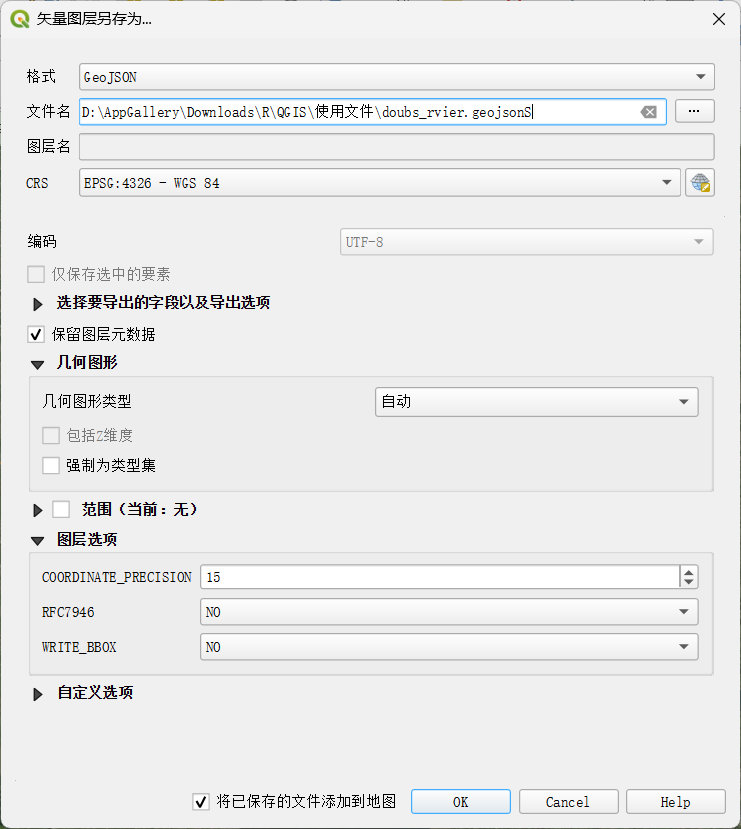 矢量图层另存为...
格式 GeoJSON
文件名 D:\AppGallery\Downloads\R\QGIS\使用文件\doubs_rvier.geojsonS ...
图层名
CRS EPSG:4326 - WGS 84
编码 UTF-8
仅保存选中的要素
选择要导出的字段以及导出选项
保留图层元数据
几何图形
几何图形类型 自动
包括Z维度
强制为类型集
范围（当前：无）
图层选项
COORDINATE_PRECISION 15
RFC7946 NO
WRITE_BBOX NO
自定义选项
将已保存的文件添加到地图 OK Cancel Help